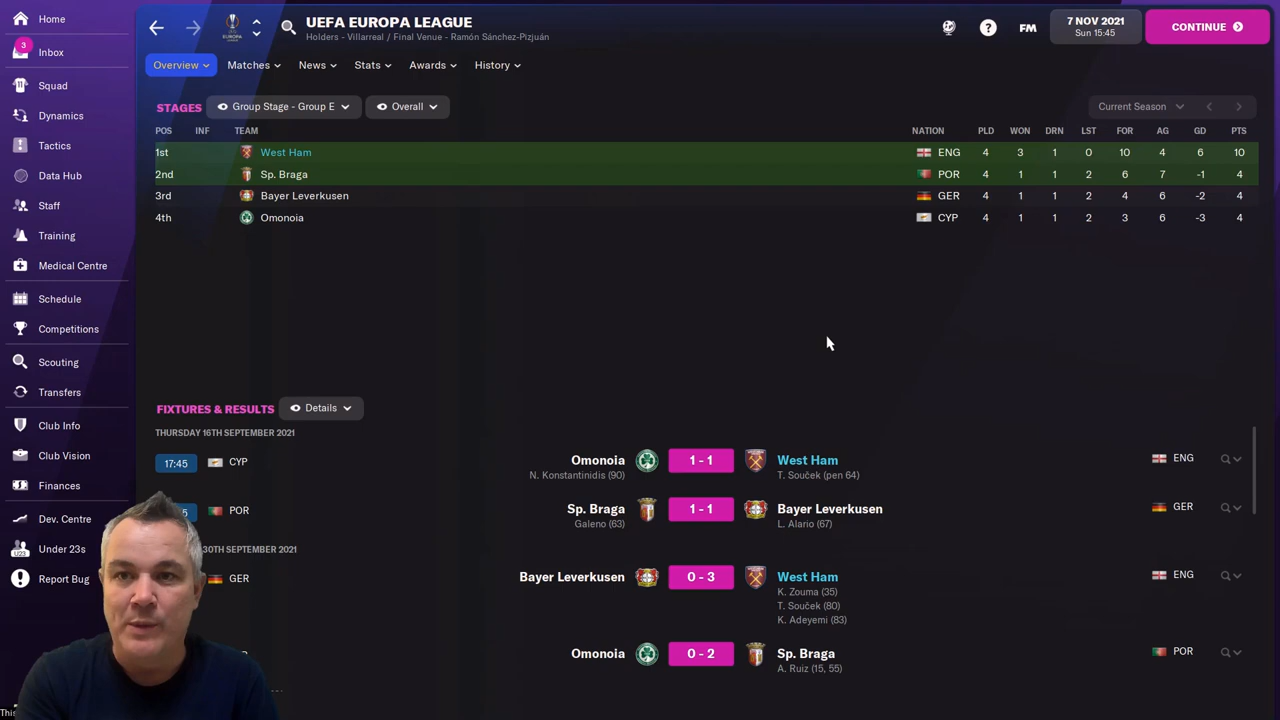 Home
UEFA EUROPA LEAGUE
Holders - Villarreal / Final Venue - Ramón Sánchez-Pizjuán
FM
7 NOV 2021
Sun 15:45
CONTINUE
3
Inbox
Squad
Dynamics
Tactics
Data Hub
Staff
Training
Medical Centre
Schedule
Competitions
Scouting
Transfers
Club Info
Club Vision
Finances
Dev. Centre
Under 23s
Report Bug
Overview Matches News Stats Awards History
STAGES Group Stage - Group E Overall Current Season
POS INF TEAM NATION PLD WON DRN LST FOR AG GD PTS
1st West Ham ENG 4 3 1 0 10 4 6 10
2nd Sp. Braga POR 4 1 1 2 6 7 -1 4
3rd Bayer Leverkusen GER 4 1 1 2 4 6 -2 4
4th Omonoia CYP 4 1 1 2 3 6 -3 4
FIXTURES & RESULTS Details
THURSDAY 16TH SEPTEMBER 2021
17:45 CYP Omonoia 1 - 1 West Ham ENG
N. Konstantinidis (90) T. Souček (pen 64)
5 POR Sp. Braga 1 - 1 Bayer Leverkusen GER
Galeno (63) L. Alario (67)
30TH SEPTEMBER 2021
GER Bayer Leverkusen 0 - 3 West Ham ENG
K. Zouma (35)
T. Souček (80)
K. Adeyemi (83)
Omonoia 0 - 2 Sp. Braga POR
A. Ruiz (15, 55)
This